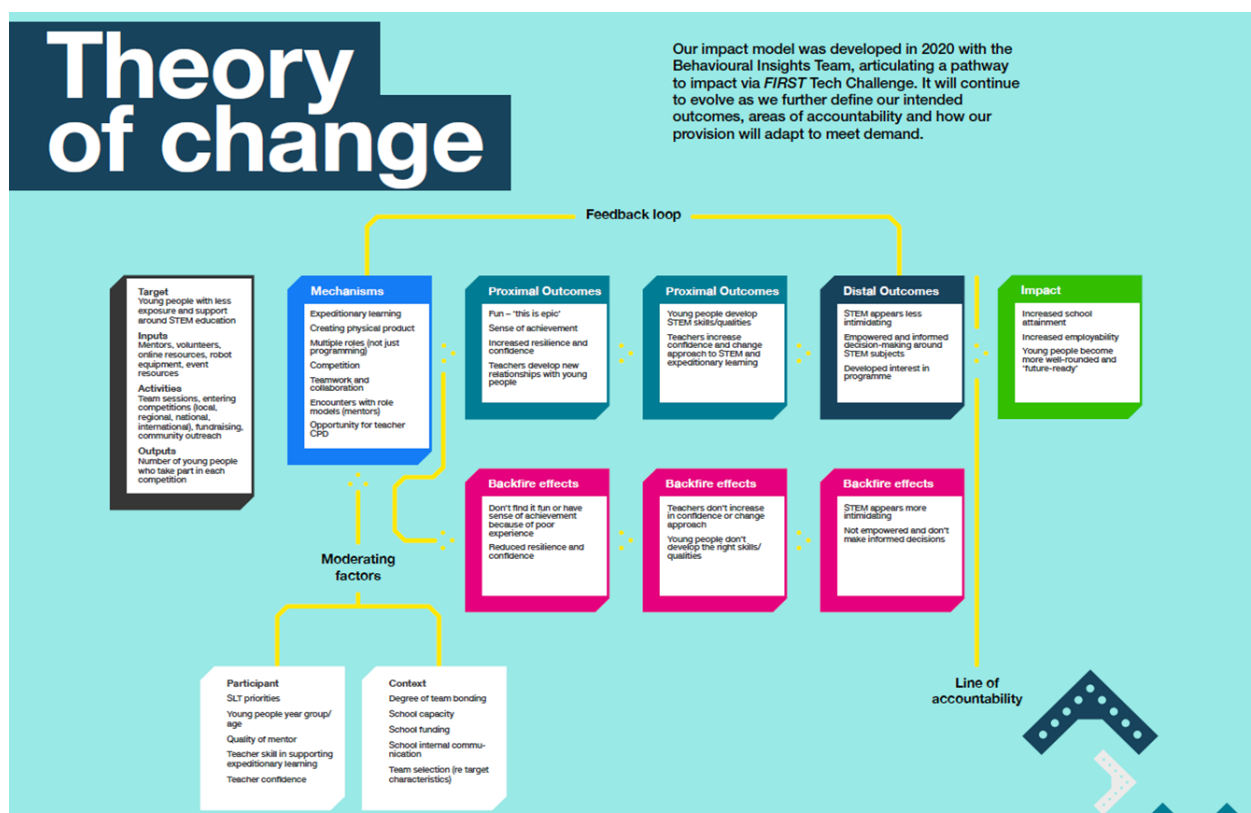 Theory
of change
Our impact model was developed in 2020 with the
Behavioural Insights Team, articulating a pathway
to impact via FIRST Tech Challenge. It will continue
to evolve as we further define our intended
outcomes, areas of accountability and how our
provision will adapt to meet demand.
Feedback loop
Target
Young people with less
exposure and support
around STEM education
Inputs
Mentors, volunteers,
online resources, robot
equipment, event
resources
Activities
Team sessions, entering
competitions (local,
regional, national,
international), fundraising,
community outreach
Outputs
Number of young people
who take part in each
competition
Mechanisms
Expeditionary learning
Creating physical product
Multiple roles (not just
programming)
Competition
Teamwork and
collaboration
Encounters with role
models (mentors)
Opportunity for teacher
CPD
Proximal Outcomes
Fun – 'this is epic'
Sense of achievement
Increased resilience and
confidence
Teachers develop new
relationships with young
people
Proximal Outcomes
Young people develop
STEM skills/qualities
Teachers increase
confidence and change
approach to STEM and
expeditionary learning
Distal Outcomes
STEM appears less
intimidating
Empowered and informed
decision-making around
STEM subjects
Developed interest in
programme
Impact
Increased school
attainment
Increased employability
Young people become
more well-rounded and
'future-ready'
Backfire effects
Don't find it fun or have
sense of achievement
because of poor
experience
Reduced resilience and
confidence
Backfire effects
Teachers don't increase
in confidence or change
approach
Young people don't
develop the right skills/
qualities
Backfire effects
STEM appears more
intimidating
Not empowered and don't
make informed decisions
Moderating
factors
Participant
SLT priorities
Young people year group/
age
Quality of mentor
Teacher skill in supporting
expeditionary learning
Teacher confidence
Context
Degree of team bonding
School capacity
School funding
School internal commu-
nication
Team selection (re target
characteristics)
Line of
accountability